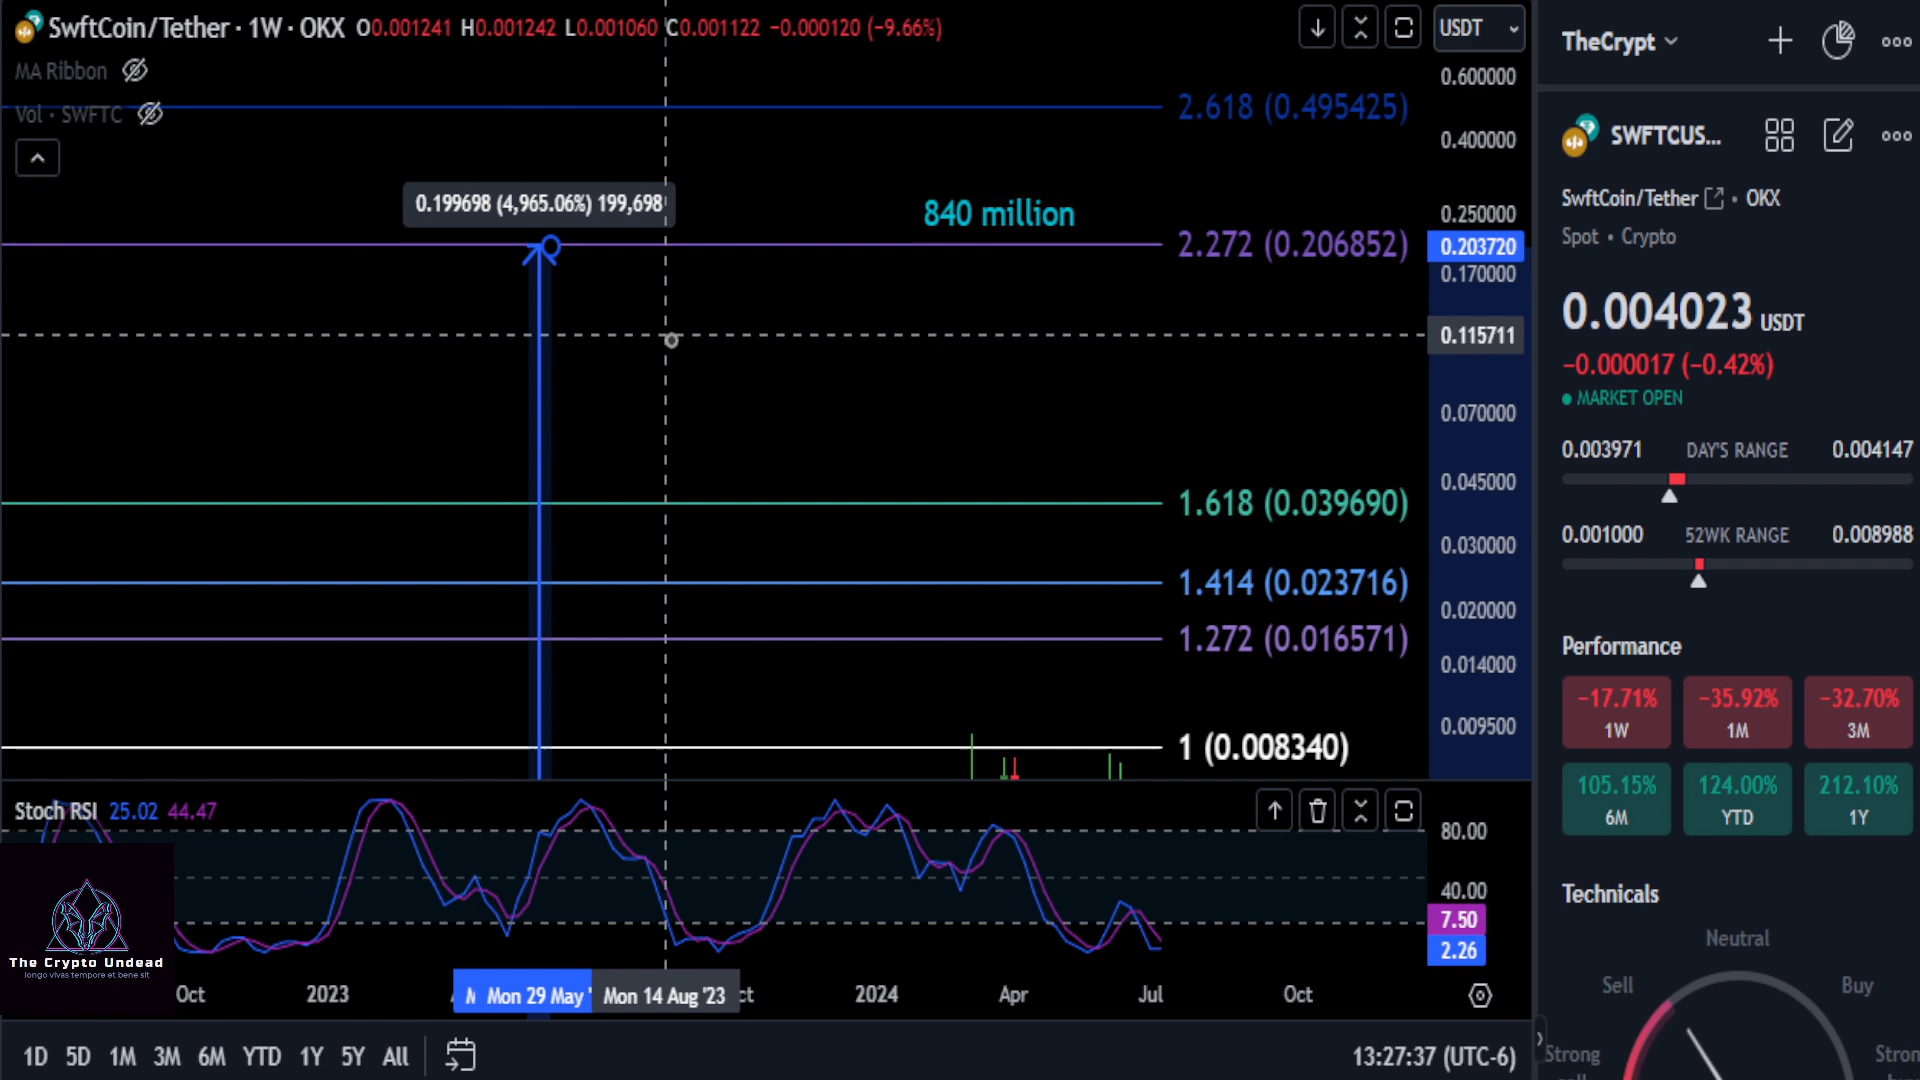 SwftCoin/Tether · 1W · OKX O0.001241 H0.001242 L0.001060 C0.001122 −0.000120 (−9.66%)
MA Ribbon
Vol · SWFTC
USDT
0.600000
2.618 (0.495425)
0.400000
0.199698 (4,965.06%) 199,698
840 million
0.250000
2.272 (0.206852)
0.203720
0.170000
0.115711
0.070000
0.045000
1.618 (0.039690)
0.030000
1.414 (0.023716)
0.020000
1.272 (0.016571)
0.014000
0.009500
1 (0.008340)
Stoch RSI 25.02 44.47
80.00
40.00
7.50
2.26
The Crypto Undead
longo vivas tempore et bene sit
Oct 2023 Mon 29 May ' Mon 14 Aug '23 ct 2024 Apr Jul Oct
1D 5D 1M 3M 6M YTD 1Y 5Y All
13:27:37 (UTC-6)
TheCrypt
SWFTCUS...
SwftCoin/Tether • OKX
Spot • Crypto
0.004023 USDT
−0.000017 (−0.42%)
MARKET OPEN
0.003971 DAY'S RANGE 0.004147
0.001000 52WK RANGE 0.008988
Performance
−17.71% −35.92% −32.70%
1W 1M 3M
105.15% 124.00% 212.10%
6M YTD 1Y
Technicals
Neutral
Sell Buy
Strong Stron